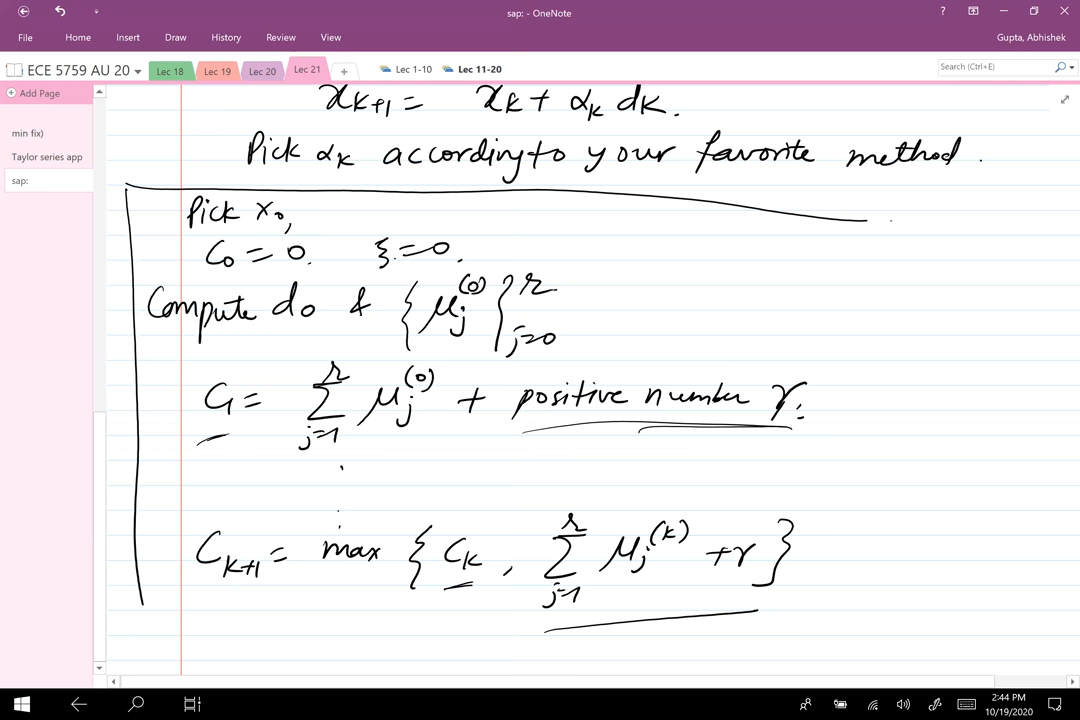 sap: - OneNote
File Home Insert Draw History Review View Gupta, Abhishek
ECE 5759 AU 20 Lec 18 Lec 19 Lec 20 Lec 21 Lec 1-10 Lec 11-20 Search (Ctrl+E)
Add Page
min fix)
Taylor series app
sap:
x_{k+1} = x_k + α_k d_k.
Pick α_k according to your favorite method.
Pick x_0,
C_0 = 0. ξ = 0.
Compute d_0 & {μ_j^{(0)}}_{j=0}^{r}
C_1 = Σ_{j=1}^{r} μ_j^{(0)} + positive number γ.
C_{k+1} = max { C_k, Σ_{j=1}^{r} μ_j^{(k)} + γ }
2:44 PM
10/19/2020